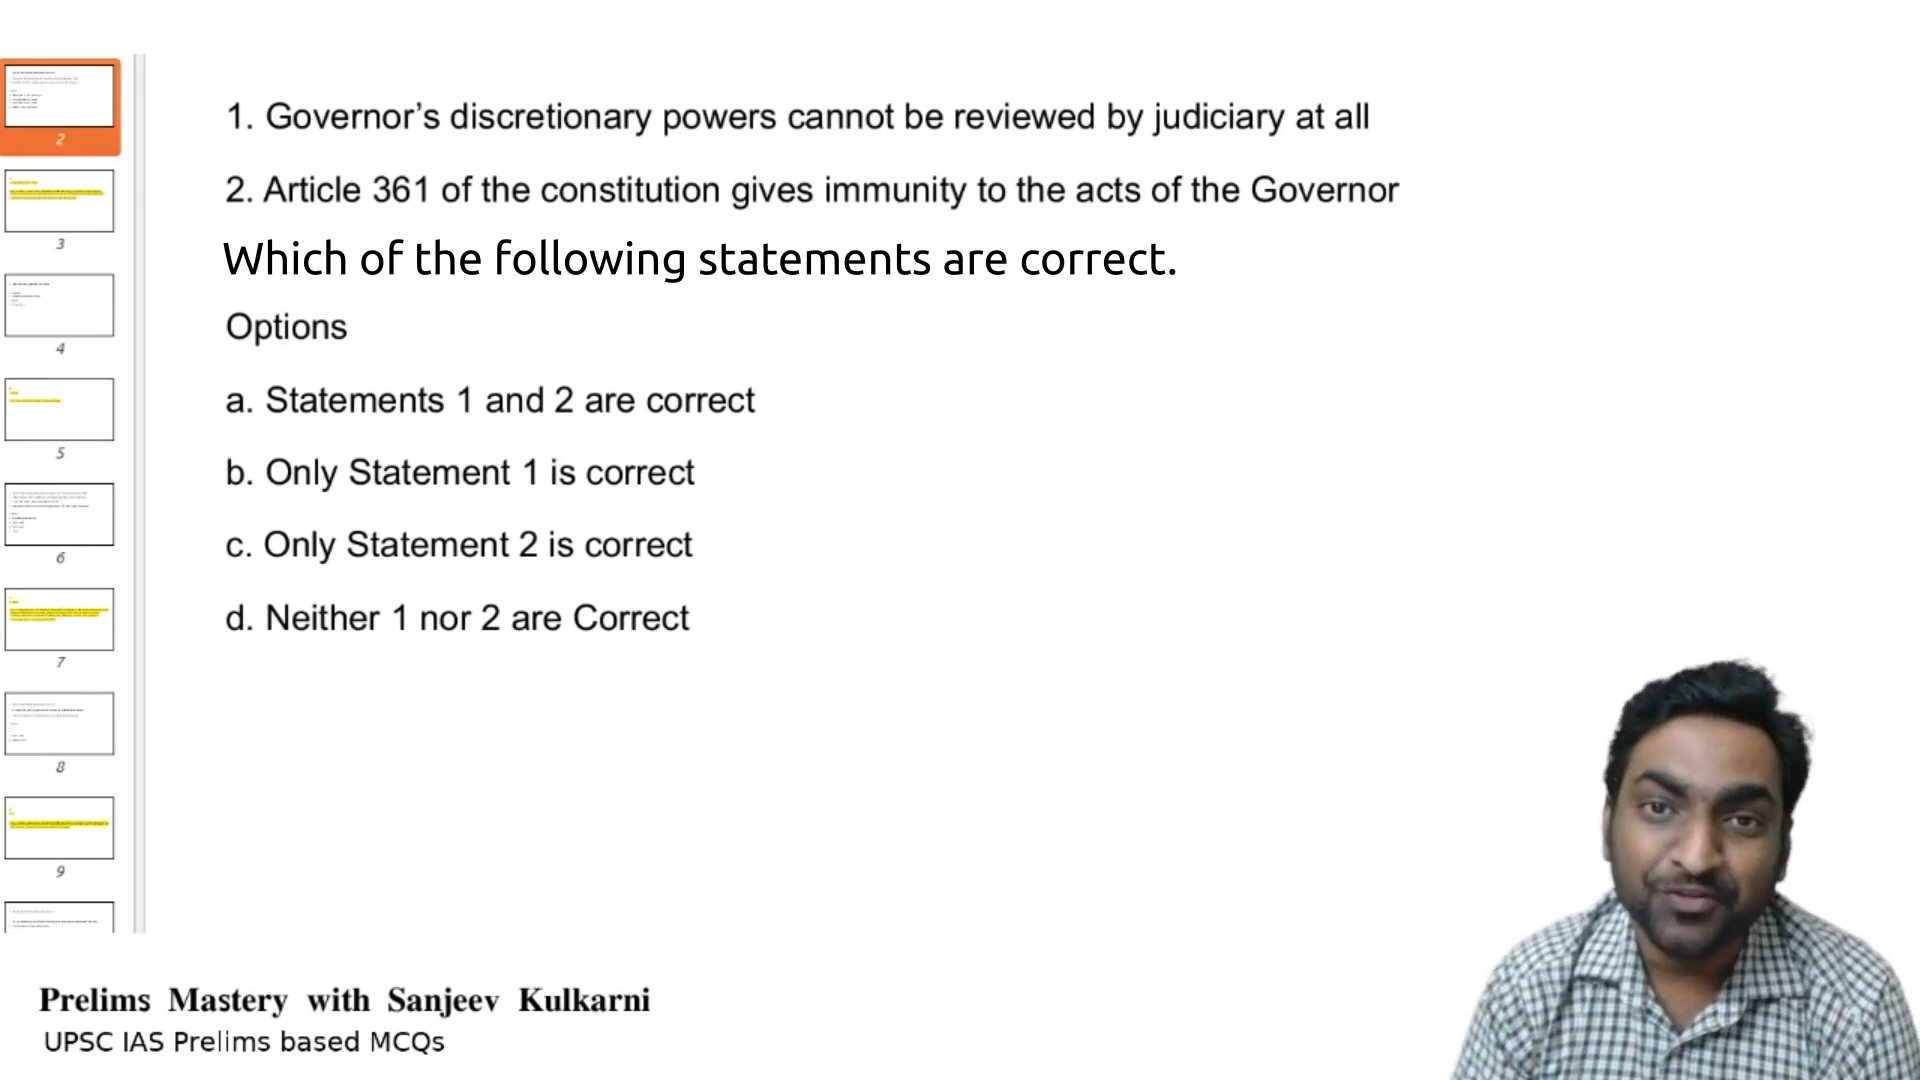 1. Governor’s discretionary powers cannot be reviewed by judiciary at all
2. Article 361 of the constitution gives immunity to the acts of the Governor
Which of the following statements are correct.
Options
a. Statements 1 and 2 are correct
b. Only Statement 1 is correct
c. Only Statement 2 is correct
d. Neither 1 nor 2 are Correct
2
3
4
5
6
7
8
9
Prelims Mastery with Sanjeev Kulkarni
UPSC IAS Prelims based MCQs